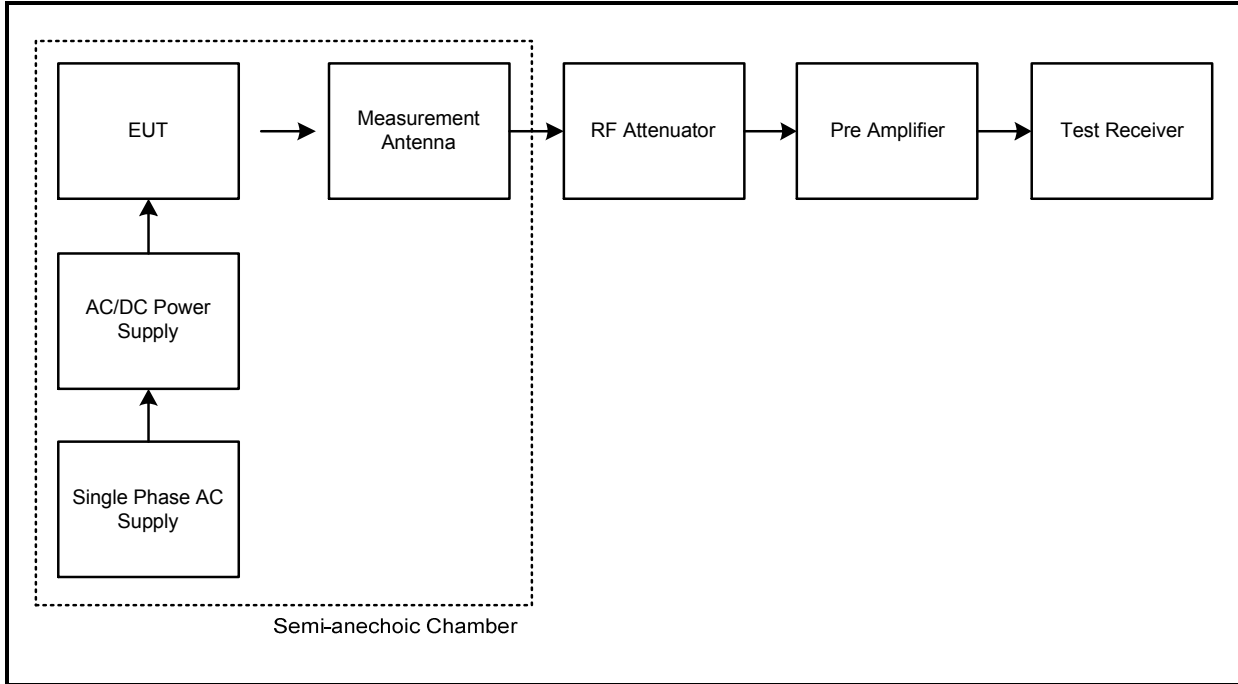 EUT
Measurement
Antenna
RF Attenuator
Pre Amplifier
Test Receiver
AC/DC Power
Supply
Single Phase AC
Supply
Semi-anechoic Chamber